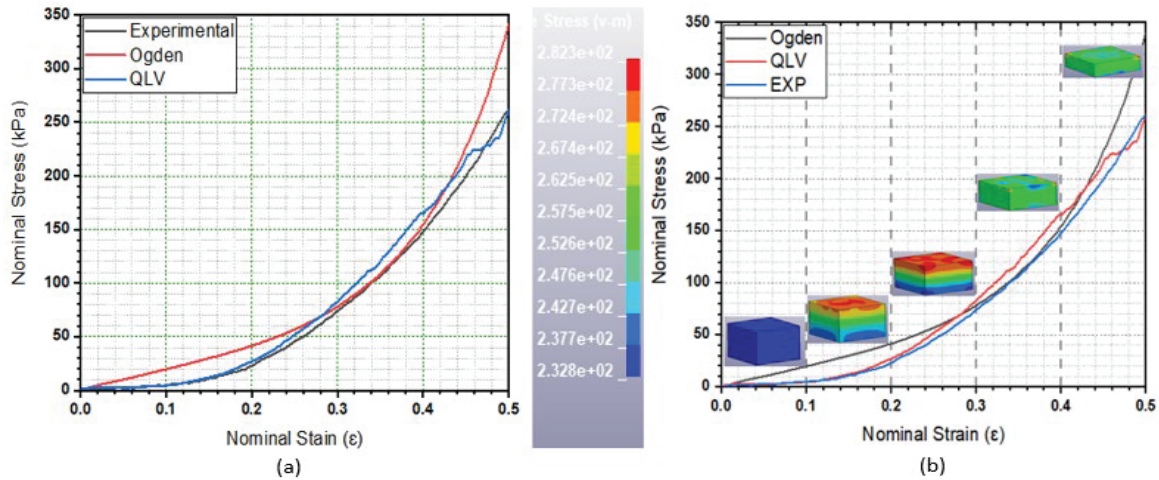 Experimental
Ogden
QLV
350
300
250
200
150
100
50
0
Nominal Stress (kPa)
0.0 0.1 0.2 0.3 0.4 0.5
Nominal Stain (ε)
(a)
e Stress (v-m)
2.823e+02
2.773e+02
2.724e+02
2.674e+02
2.625e+02
2.575e+02
2.526e+02
2.476e+02
2.427e+02
2.377e+02
2.328e+02
Ogden
QLV
EXP
350
300
250
200
150
100
50
0
Nominal Stress (kPa)
0.0 0.1 0.2 0.3 0.4 0.5
Nominal Strain (ε)
(b)